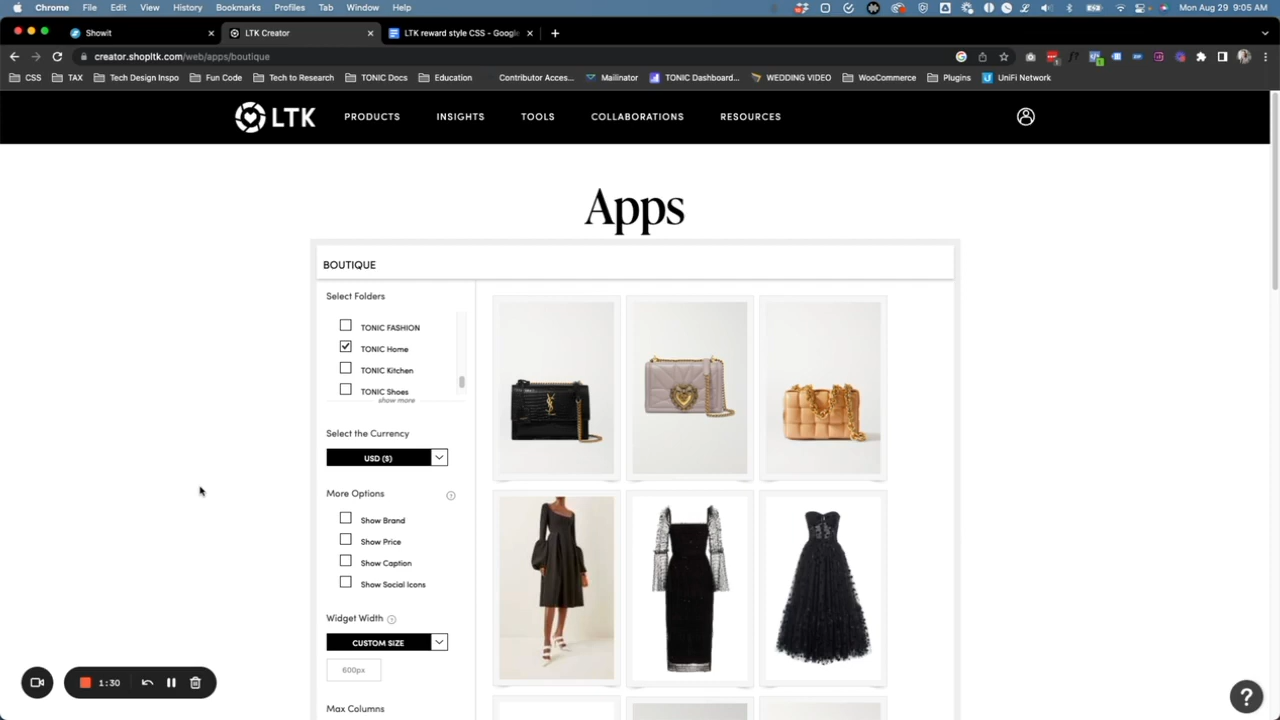 Chrome File Edit View History Bookmarks Profiles Tab Window Help Mon Aug 29 9:05 AM
Showit LTK Creator LTK reward style CSS - Google
creator.shopltk.com/web/apps/boutique
CSS TAX Tech Design Inspo Fun Code Tech to Research TONIC Docs Education Contributor Acces... Mailinator TONIC Dashboard... WEDDING VIDEO WooCommerce Plugins UniFi Network
LTK PRODUCTS INSIGHTS TOOLS COLLABORATIONS RESOURCES
Apps
BOUTIQUE
Select Folders
TONIC FASHION
TONIC Home
TONIC Kitchen
TONIC Shoes
show more
Select the Currency
USD ($)
More Options ?
Show Brand
Show Price
Show Caption
Show Social Icons
Widget Width ?
CUSTOM SIZE
600px
Max Columns
1:30
?